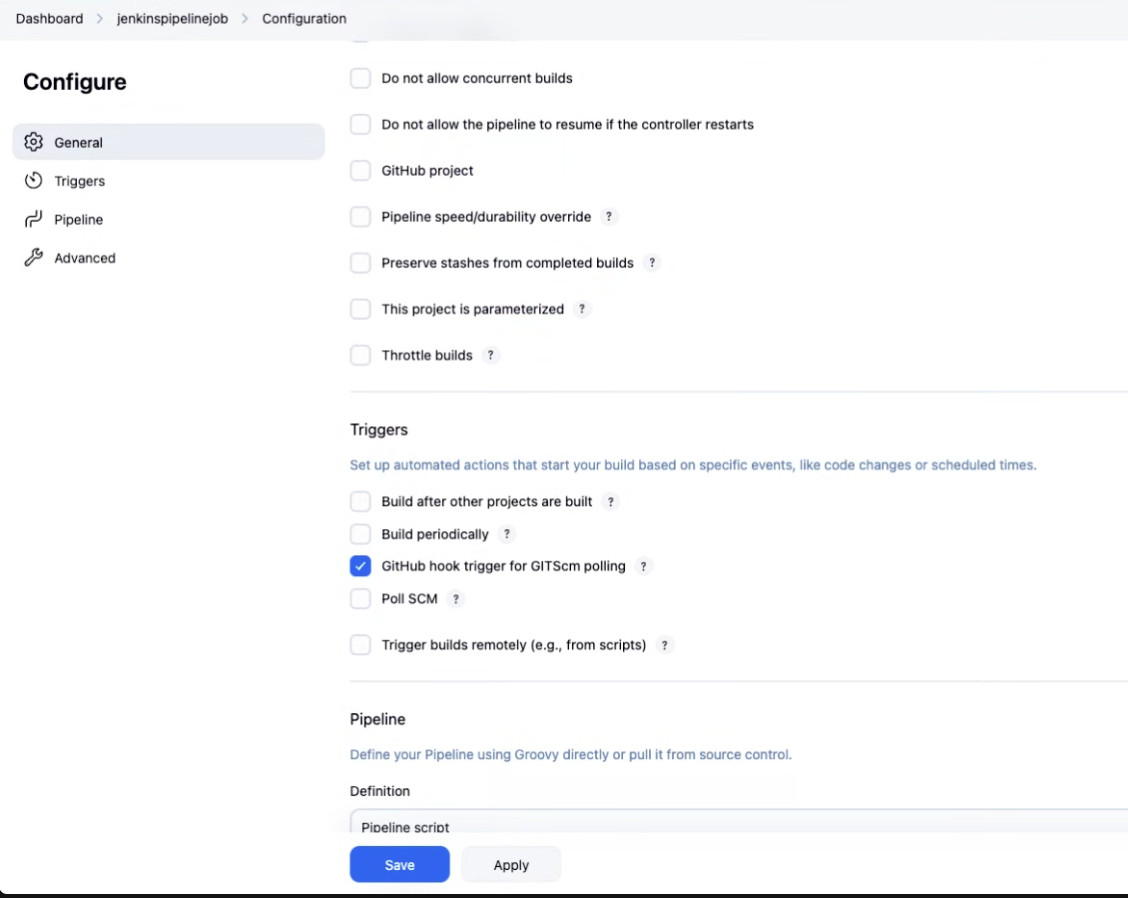 Dashboard > jenkinspipelinejob > Configuration
Configure
General
Triggers
Pipeline
Advanced
Do not allow concurrent builds
Do not allow the pipeline to resume if the controller restarts
GitHub project
Pipeline speed/durability override ?
Preserve stashes from completed builds ?
This project is parameterized ?
Throttle builds ?
Triggers
Set up automated actions that start your build based on specific events, like code changes or scheduled times.
Build after other projects are built ?
Build periodically ?
GitHub hook trigger for GITScm polling ?
Poll SCM ?
Trigger builds remotely (e.g., from scripts) ?
Pipeline
Define your Pipeline using Groovy directly or pull it from source control.
Definition
Pipeline script
Save Apply